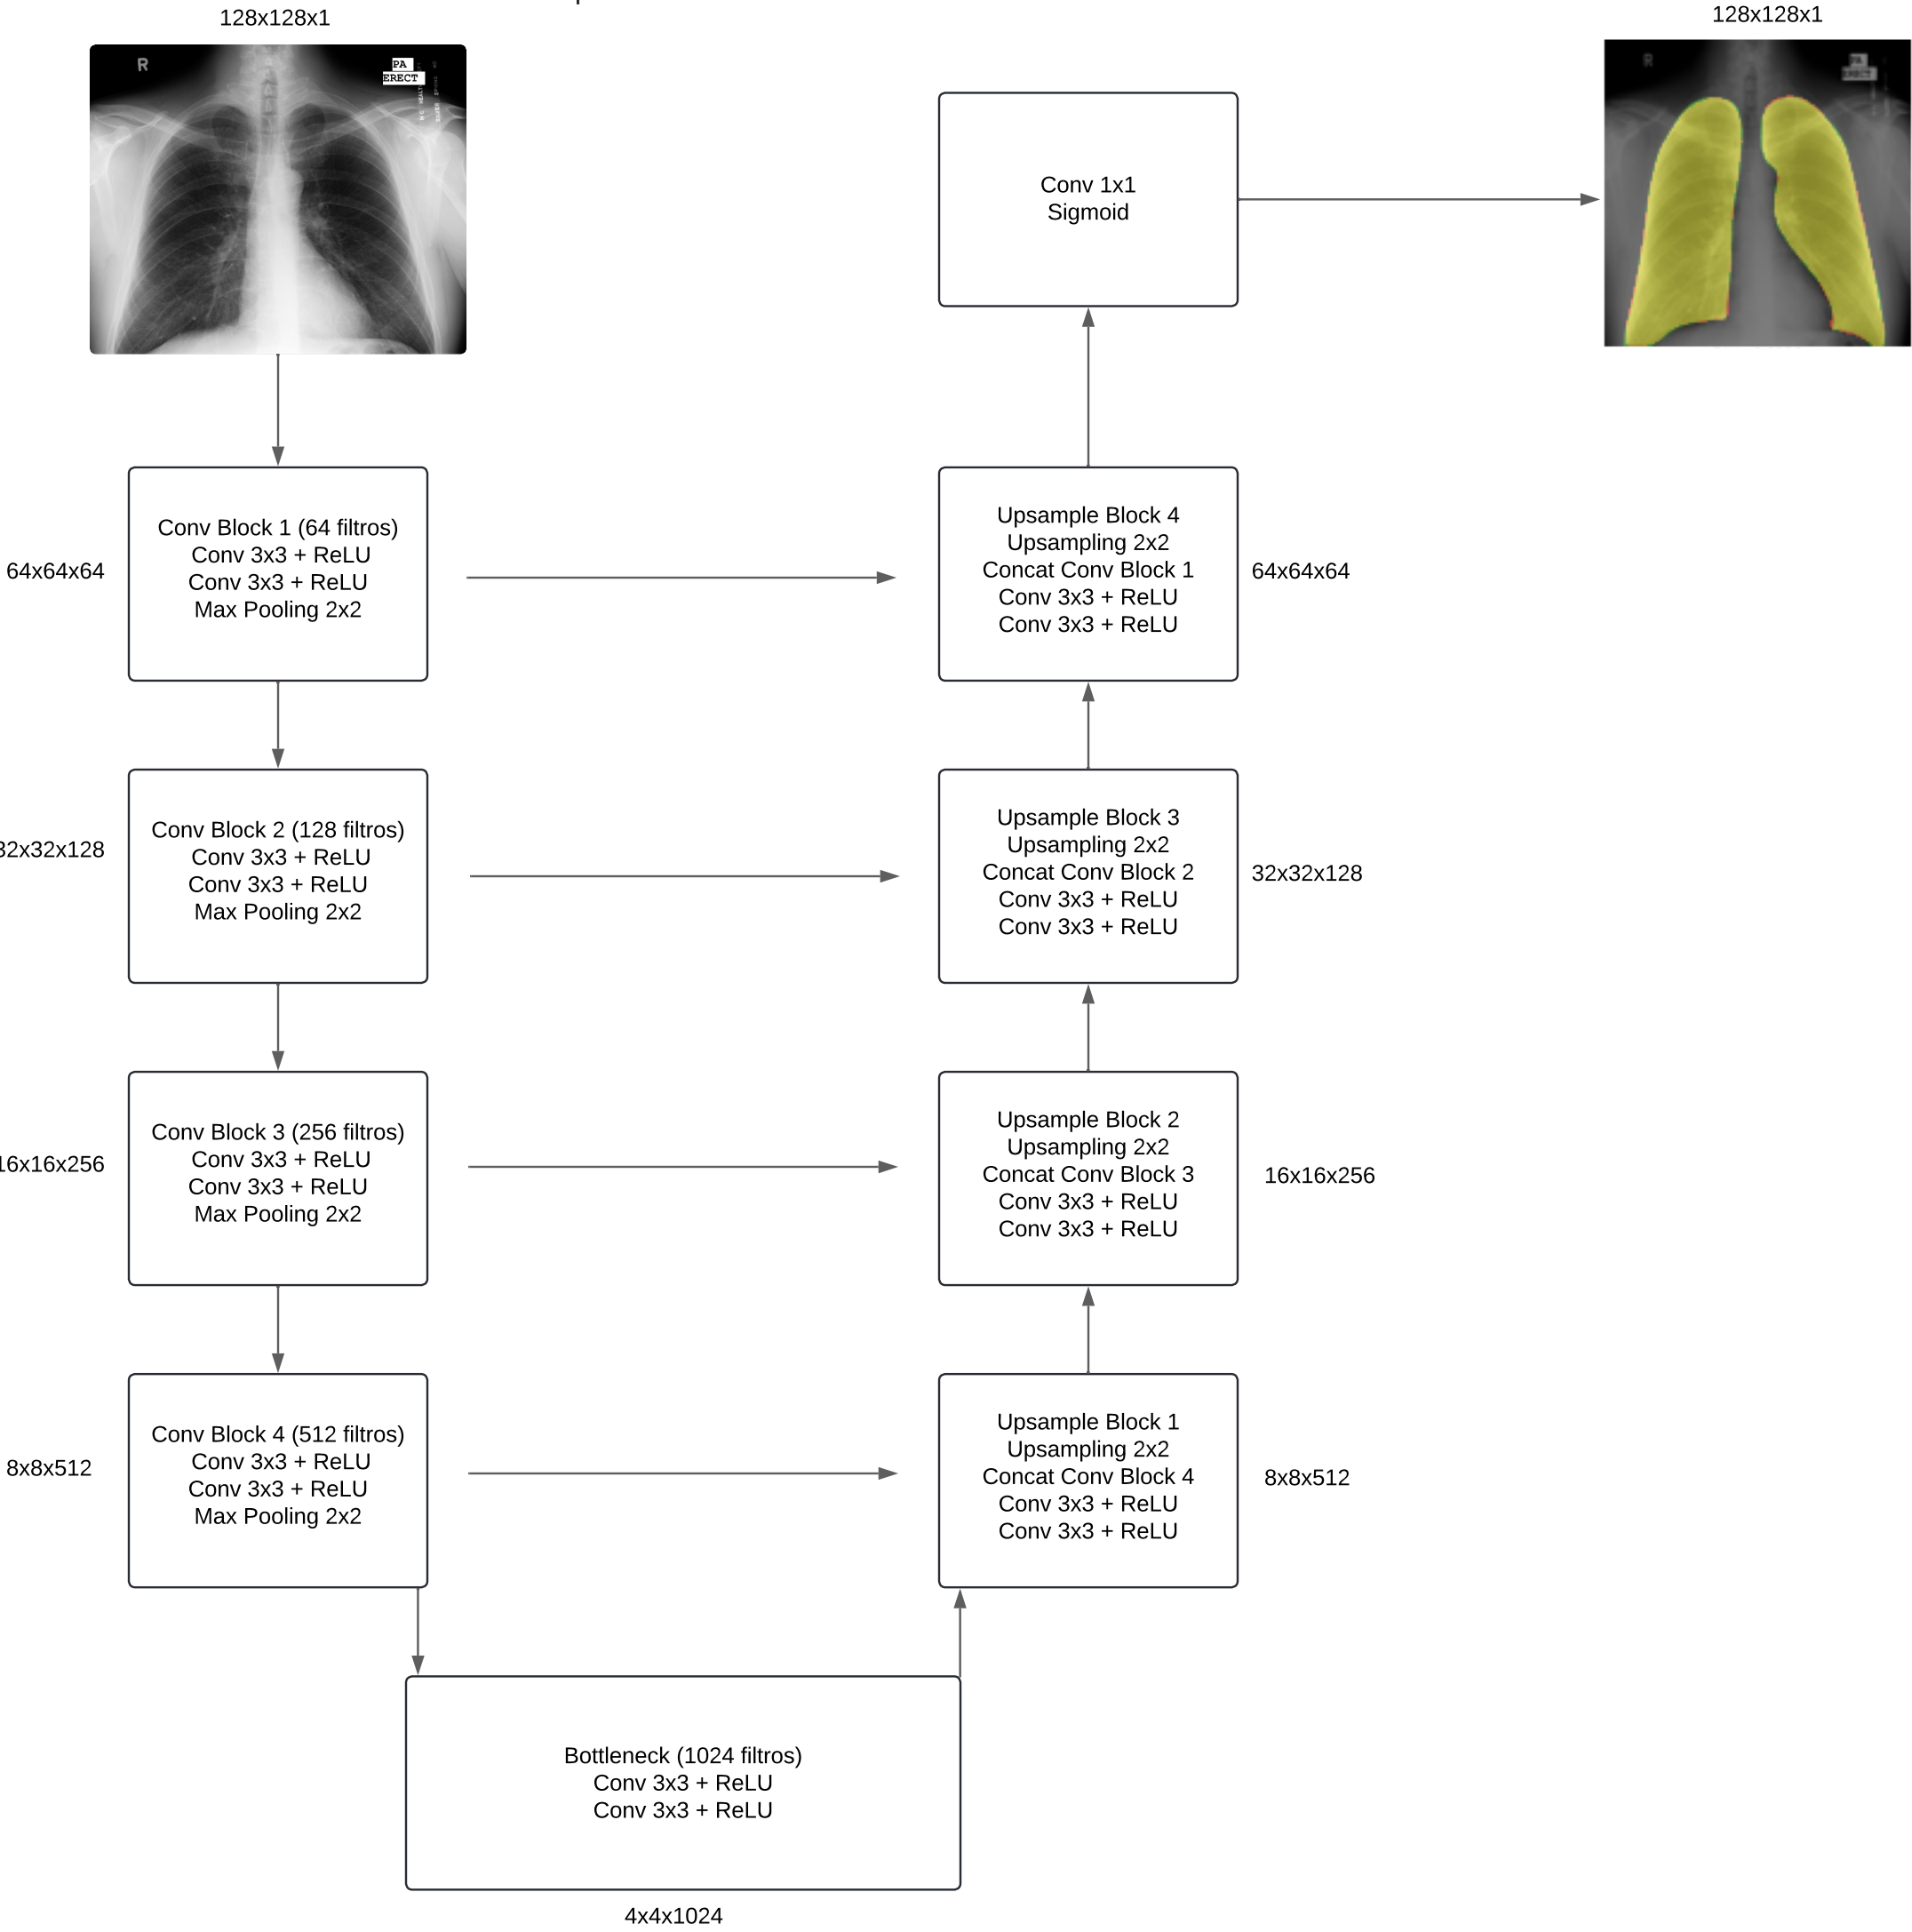 128x128x1
R
PA
ERECT
Conv Block 1 (64 filtros)
Conv 3x3 + ReLU
Conv 3x3 + ReLU
Max Pooling 2x2
64x64x64
Conv Block 2 (128 filtros)
Conv 3x3 + ReLU
Conv 3x3 + ReLU
Max Pooling 2x2
32x32x128
Conv Block 3 (256 filtros)
Conv 3x3 + ReLU
Conv 3x3 + ReLU
Max Pooling 2x2
16x16x256
Conv Block 4 (512 filtros)
Conv 3x3 + ReLU
Conv 3x3 + ReLU
Max Pooling 2x2
8x8x512
Bottleneck (1024 filtros)
Conv 3x3 + ReLU
Conv 3x3 + ReLU
4x4x1024
Upsample Block 1
Upsampling 2x2
Concat Conv Block 4
Conv 3x3 + ReLU
Conv 3x3 + ReLU
8x8x512
Upsample Block 2
Upsampling 2x2
Concat Conv Block 3
Conv 3x3 + ReLU
Conv 3x3 + ReLU
16x16x256
Upsample Block 3
Upsampling 2x2
Concat Conv Block 2
Conv 3x3 + ReLU
Conv 3x3 + ReLU
32x32x128
Upsample Block 4
Upsampling 2x2
Concat Conv Block 1
Conv 3x3 + ReLU
Conv 3x3 + ReLU
64x64x64
Conv 1x1
Sigmoid
128x128x1
R
PA
ERECT